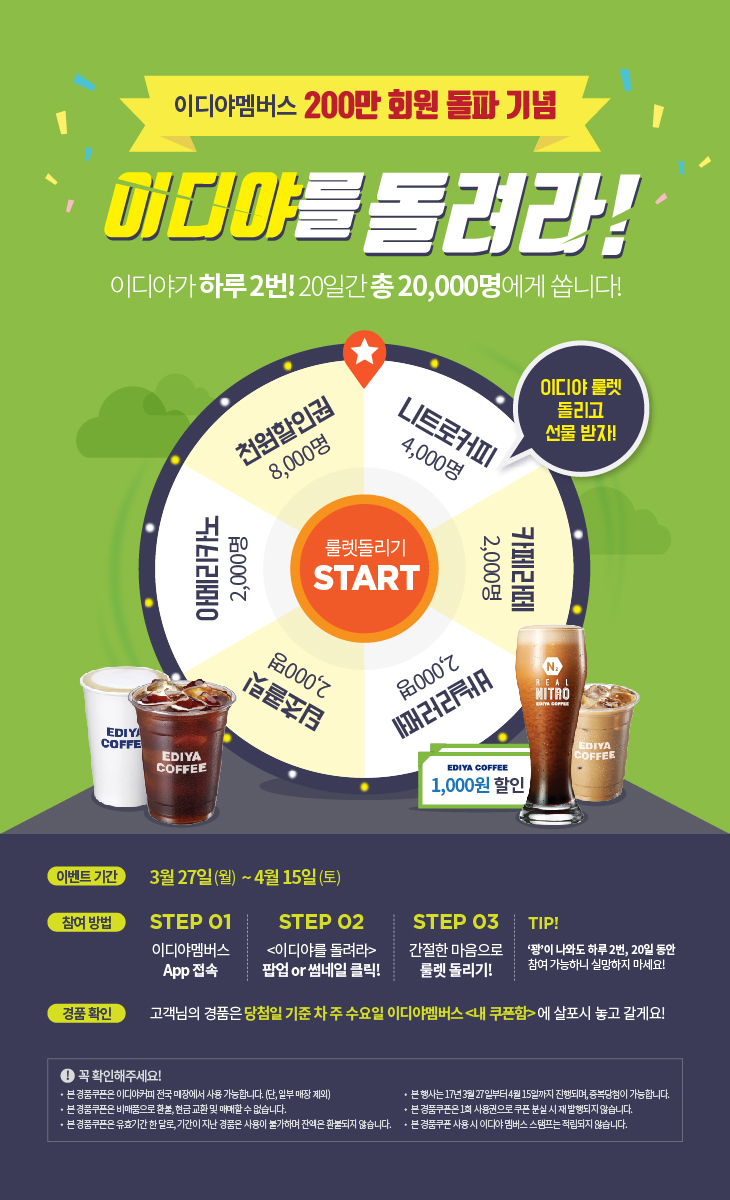 이디야멤버스 200만 회원 돌파 기념
이디야를 돌려라!
이디야가 하루 2번! 20일간 총 20,000명에게 쏩니다!
이디야 룰렛
돌리고
선물 받자!
천원할인권
8,000명
니트로커피
4,000명
카페라떼
2,000명
바닐라라떼
2,000명
민초콜릿
2,000명
아메리카노
2,000명
룰렛돌리기
START
EDIYA
COFFEE
EDIYA
COFFEE
N2
REAL
NITRO
EDIYA COFFEE
EDIYA
COFFEE
EDIYA COFFEE
1,000원 할인
이벤트 기간
3월 27일(월) ~ 4월 15일(토)
참여 방법
STEP 01
이디야멤버스
App 접속
STEP 02
<이디야를 돌려라>
팝업 or 썸네일 클릭!
STEP 03
간절한 마음으로
룰렛 돌리기!
TIP!
‘꽝’이 나와도 하루 2번, 20일 동안
참여 가능하니 실망하지 마세요!
경품 확인
고객님의 경품은 당첨일 기준 차 주 수요일 이디야멤버스 <내 쿠폰함>에 살포시 놓고 갈게요!
! 꼭 확인해주세요!
• 본 경품쿠폰은 이디야커피 전국 매장에서 사용 가능합니다. (단, 일부 매장 제외)
• 본 경품쿠폰은 비매품으로 환불, 현금 교환 및 매매할 수 없습니다.
• 본 경품쿠폰은 유효기간 한 달로, 기간이 지난 경품은 사용이 불가하며 잔액은 환불되지 않습니다.
• 본 행사는 17년 3월 27일부터 4월 15일까지 진행되며, 중복당첨이 가능합니다.
• 본 경품쿠폰은 1회 사용권으로 쿠폰 분실 시 재 발행되지 않습니다.
• 본 경품쿠폰 사용 시 이디야 멤버스 스탬프는 적립되지 않습니다.